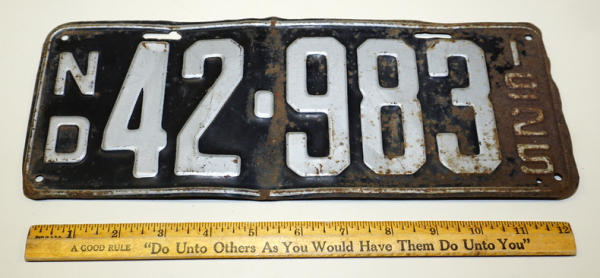 ND
42·983
1925
1 2 3 4 5 6 7 8 9 10 11 12
A GOOD RULE "Do Unto Others As You Would Have Them Do Unto You"